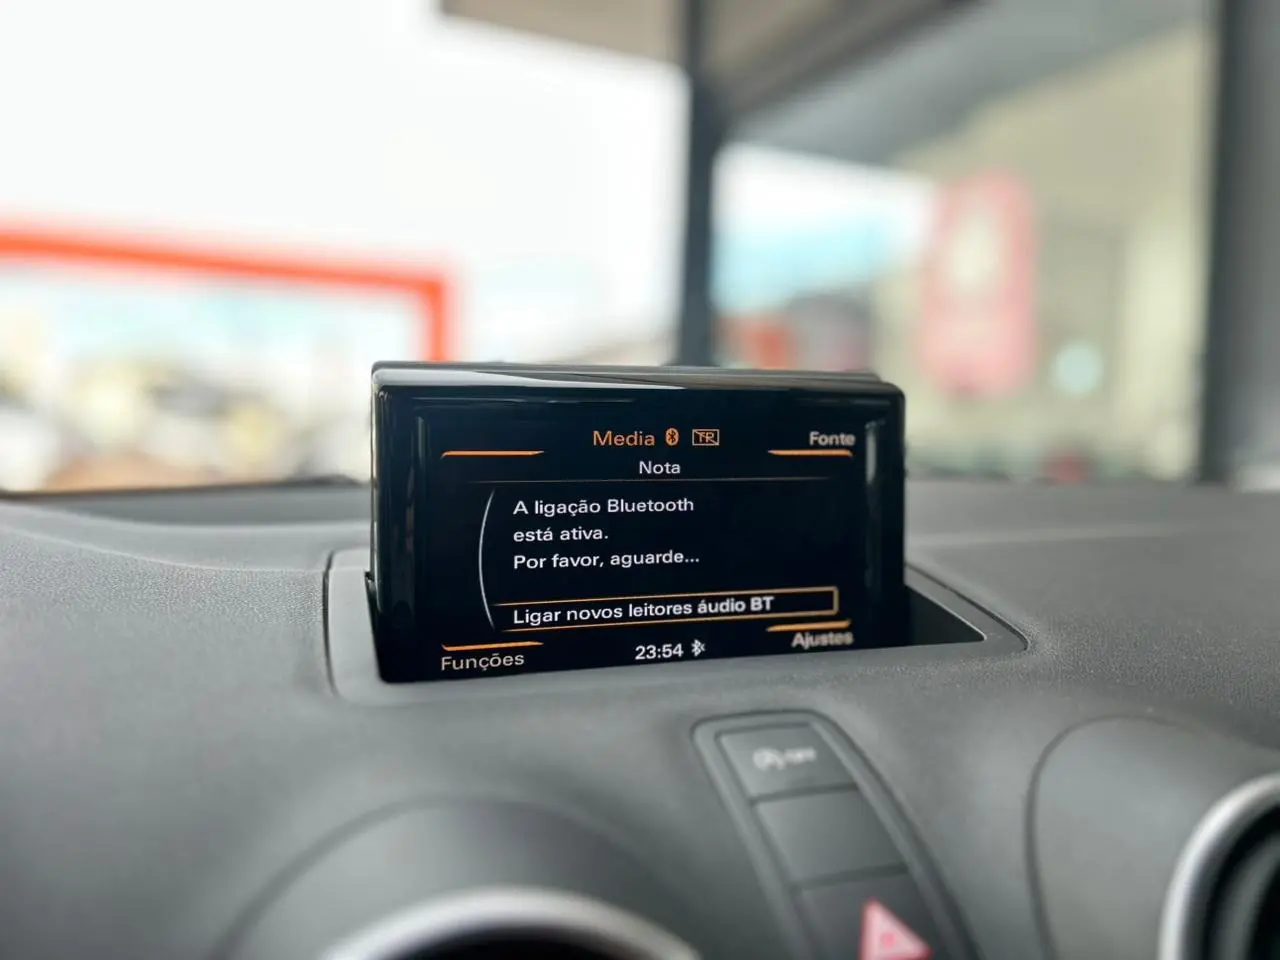 Media TR Fonte
Nota
A ligação Bluetooth
está ativa.
Por favor, aguarde...
Ligar novos leitores áudio BT
Funções 23:54 Ajustes
OFF